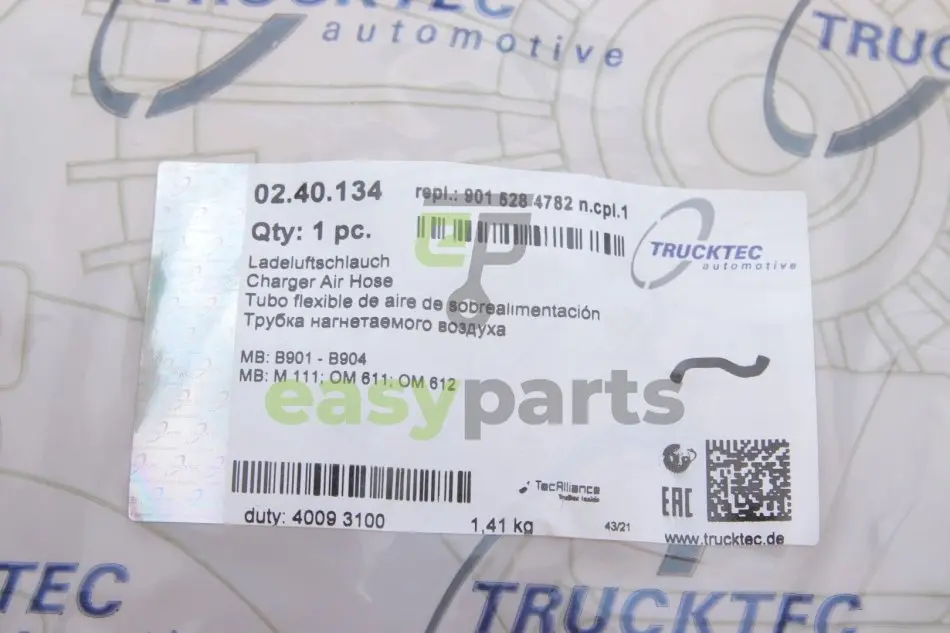 TRUCKTEC
automotive
TRUC
02.40.134
repl.: 901 528 4782 n.cpl.1
Qty: 1 pc.
TRUCKTEC
automotive
Ladeluftschlauch
Charger Air Hose
Tubo flexible de aire de sobrealimentación
Трубка нагнетаемого воздуха
MB: B901 - B904
MB: M 111; OM 611; OM 612
easyparts
TecAlliance
EAC
duty: 4009 3100
1,41 kg
43/21
www.trucktec.de
TEC
TRUCKTEC